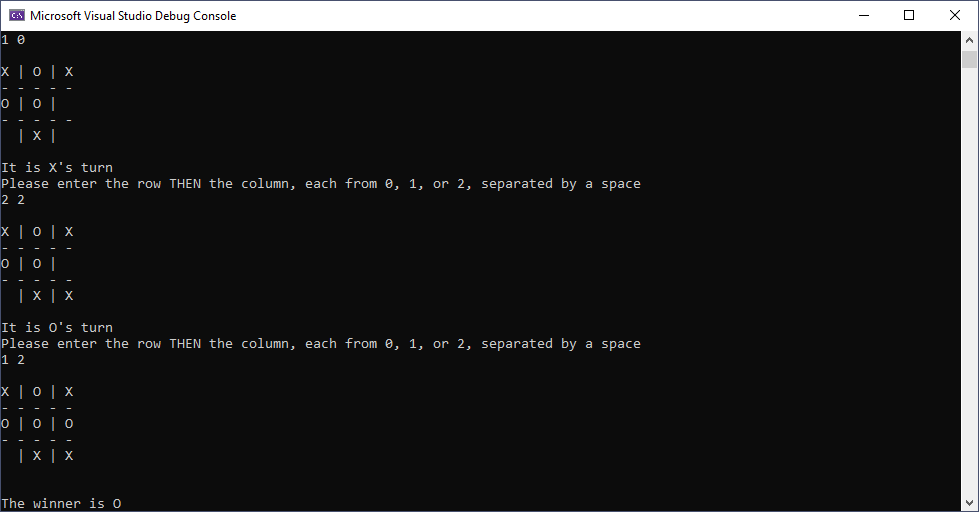 Microsoft Visual Studio Debug Console
1 0
X | O | X
- - - - -
O | O |
- - - - -
  | X |
It is X's turn
Please enter the row THEN the column, each from 0, 1, or 2, separated by a space
2 2
X | O | X
- - - - -
O | O |
- - - - -
  | X | X
It is O's turn
Please enter the row THEN the column, each from 0, 1, or 2, separated by a space
1 2
X | O | X
- - - - -
O | O | O
- - - - -
  | X | X
The winner is O